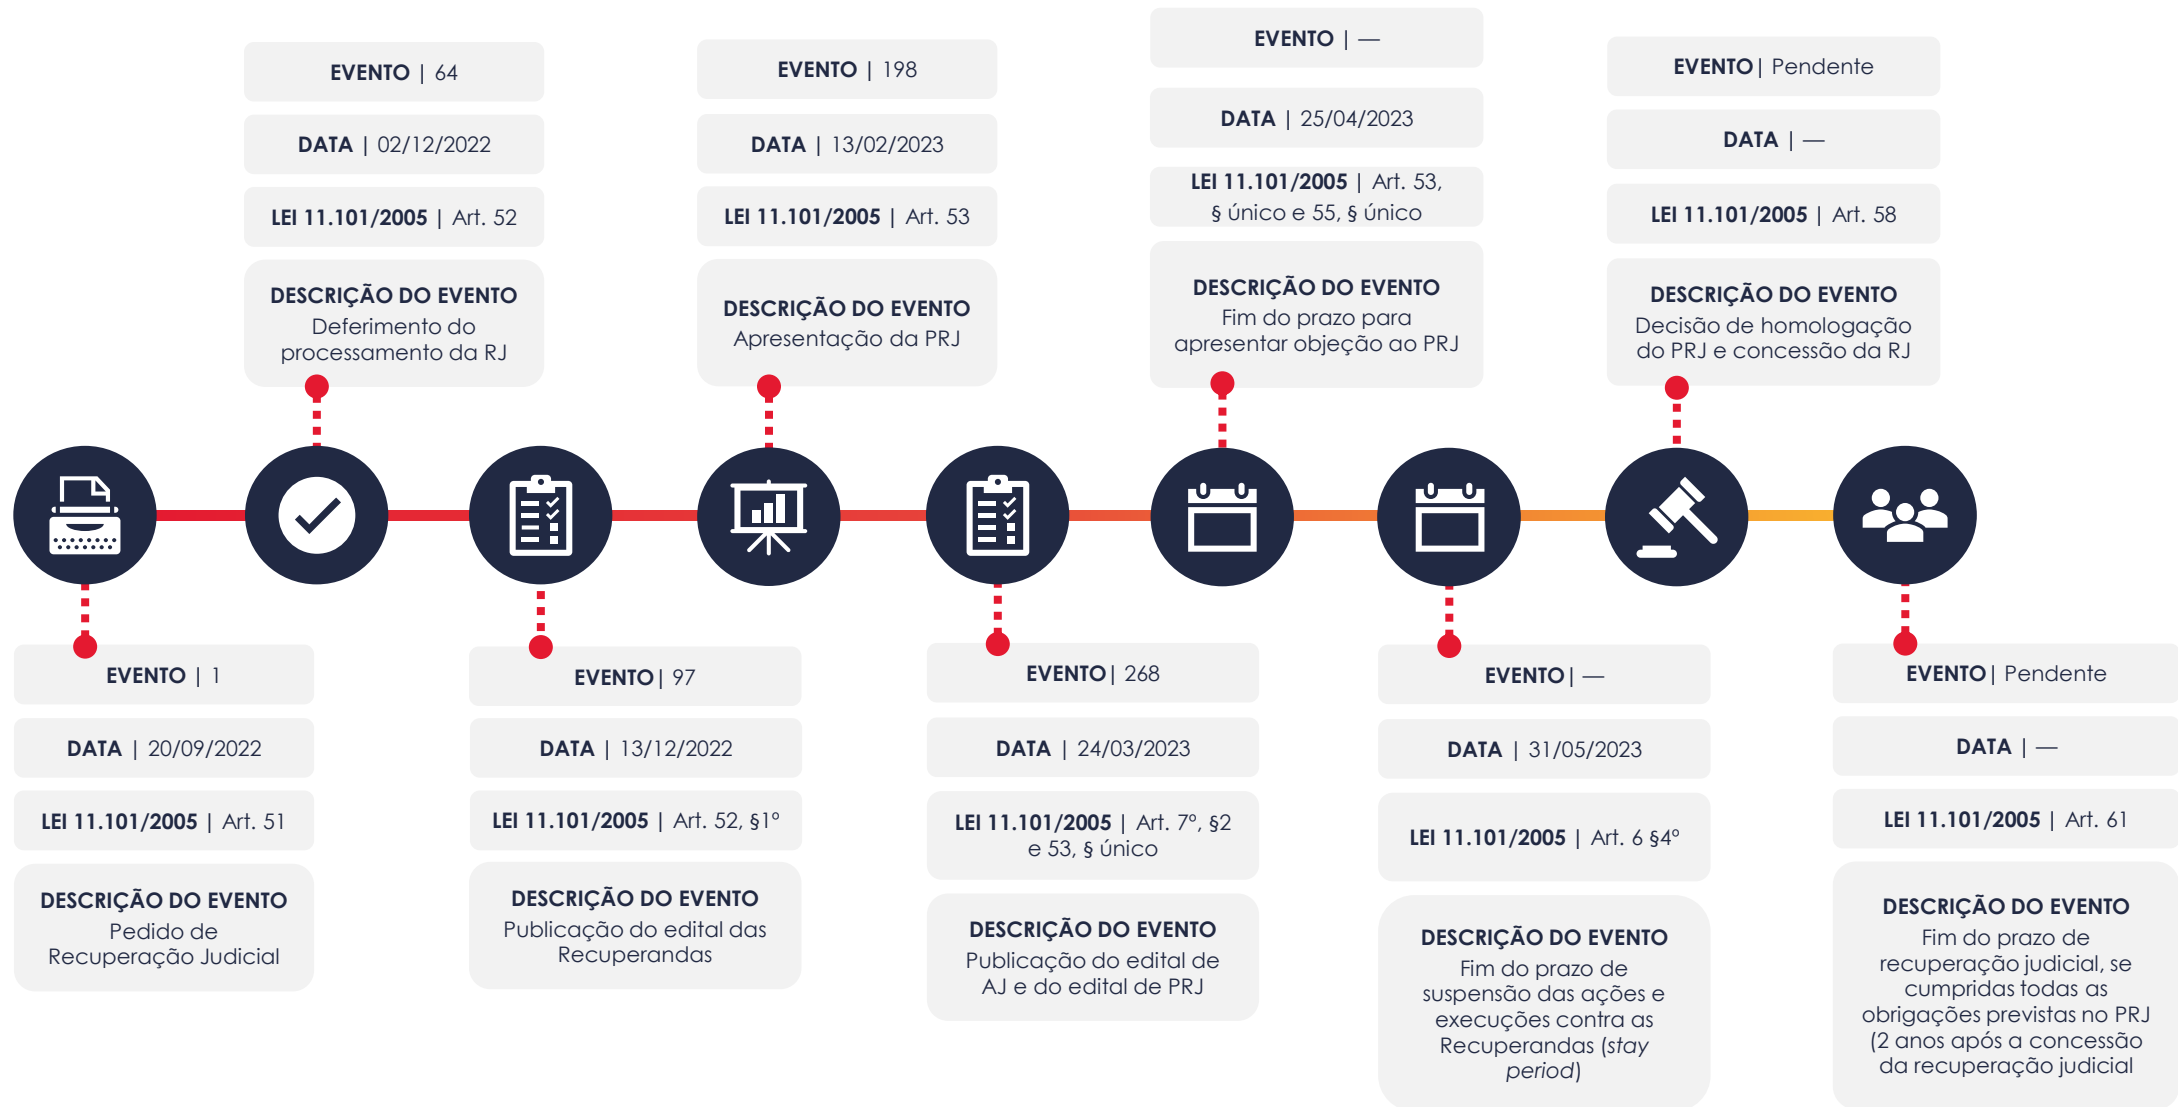 EVENTO | 64
DATA | 02/12/2022
LEI 11.101/2005 | Art. 52
DESCRIÇÃO DO EVENTO
Deferimento do
processamento da RJ
EVENTO | 198
DATA | 13/02/2023
LEI 11.101/2005 | Art. 53
DESCRIÇÃO DO EVENTO
Apresentação da PRJ
EVENTO | —
DATA | 25/04/2023
LEI 11.101/2005 | Art. 53,
§ único e 55, § único
DESCRIÇÃO DO EVENTO
Fim do prazo para
apresentar objeção ao PRJ
EVENTO| Pendente
DATA | —
LEI 11.101/2005 | Art. 58
DESCRIÇÃO DO EVENTO
Decisão de homologação
do PRJ e concessão da RJ
EVENTO | 1
DATA | 20/09/2022
LEI 11.101/2005 | Art. 51
DESCRIÇÃO DO EVENTO
Pedido de
Recuperação Judicial
EVENTO| 97
DATA | 13/12/2022
LEI 11.101/2005 | Art. 52, §1º
DESCRIÇÃO DO EVENTO
Publicação do edital das
Recuperandas
EVENTO| 268
DATA | 24/03/2023
LEI 11.101/2005 | Art. 7º, §2
e 53, § único
DESCRIÇÃO DO EVENTO
Publicação do edital de
AJ e do edital de PRJ
EVENTO| —
DATA | 31/05/2023
LEI 11.101/2005 | Art. 6 §4º
DESCRIÇÃO DO EVENTO
Fim do prazo de
suspensão das ações e
execuções contra as
Recuperandas (stay
period)
EVENTO| Pendente
DATA | —
LEI 11.101/2005 | Art. 61
DESCRIÇÃO DO EVENTO
Fim do prazo de
recuperação judicial, se
cumpridas todas as
obrigações previstas no PRJ
(2 anos após a concessão
da recuperação judicial